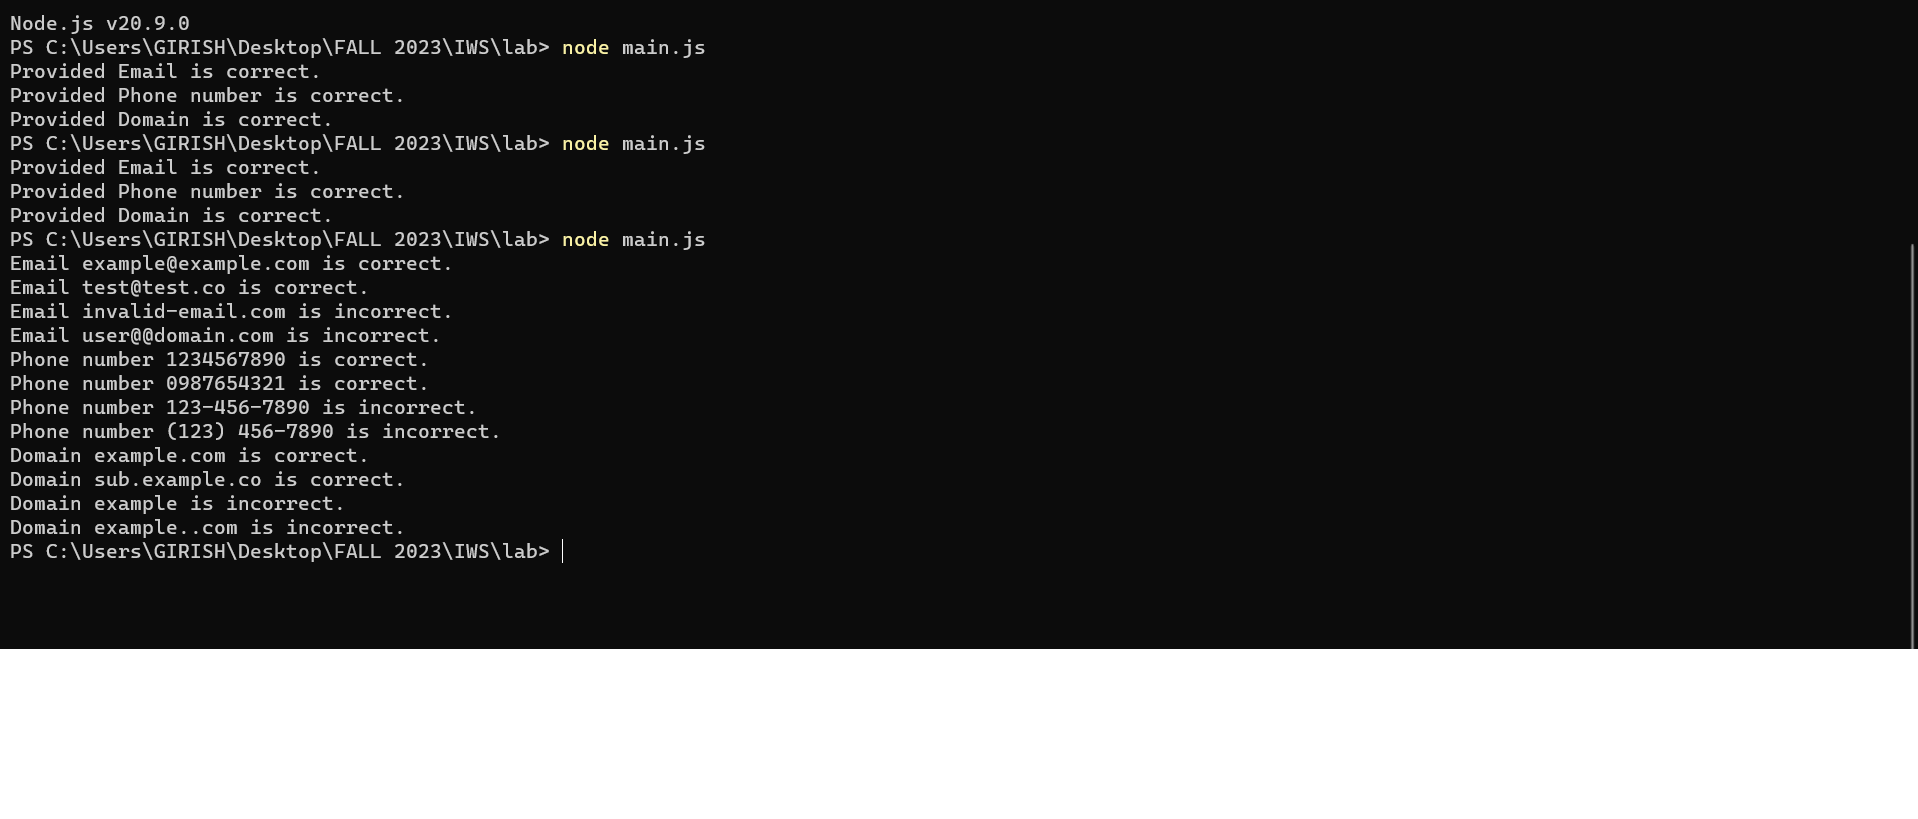 Node.js v20.9.0
PS C:\Users\GIRISH\Desktop\FALL 2023\IWS\lab> node main.js
Provided Email is correct.
Provided Phone number is correct.
Provided Domain is correct.
PS C:\Users\GIRISH\Desktop\FALL 2023\IWS\lab> node main.js
Provided Email is correct.
Provided Phone number is correct.
Provided Domain is correct.
PS C:\Users\GIRISH\Desktop\FALL 2023\IWS\lab> node main.js
Email example@example.com is correct.
Email test@test.co is correct.
Email invalid-email.com is incorrect.
Email user@@domain.com is incorrect.
Phone number 1234567890 is correct.
Phone number 0987654321 is correct.
Phone number 123-456-7890 is incorrect.
Phone number (123) 456-7890 is incorrect.
Domain example.com is correct.
Domain sub.example.co is correct.
Domain example is incorrect.
Domain example..com is incorrect.
PS C:\Users\GIRISH\Desktop\FALL 2023\IWS\lab>